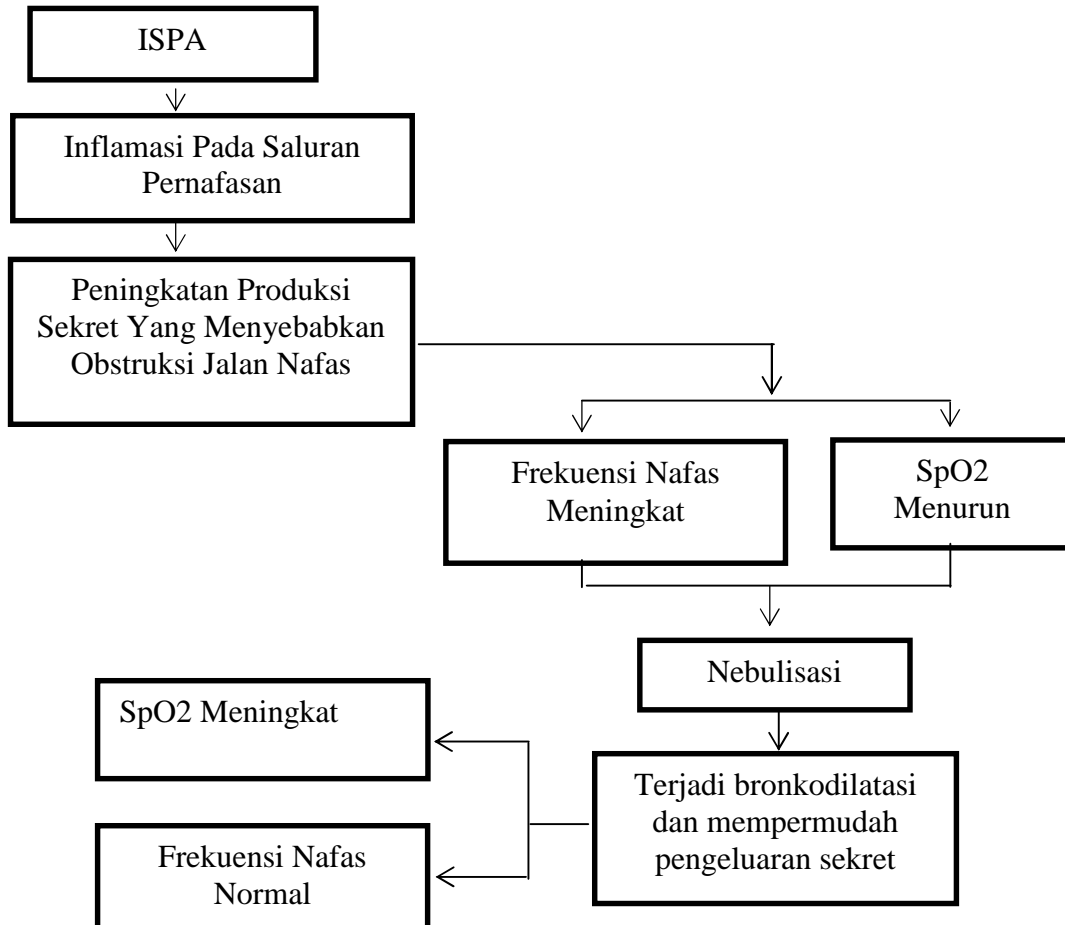 ISPA
Inflamasi Pada Saluran
Pernafasan
Peningkatan Produksi
Sekret Yang Menyebabkan
Obstruksi Jalan Nafas
Frekuensi Nafas
Meningkat
SpO2
Menurun
Nebulisasi
SpO2 Meningkat
Terjadi bronkodilatasi
dan mempermudah
pengeluaran sekret
Frekuensi Nafas
Normal